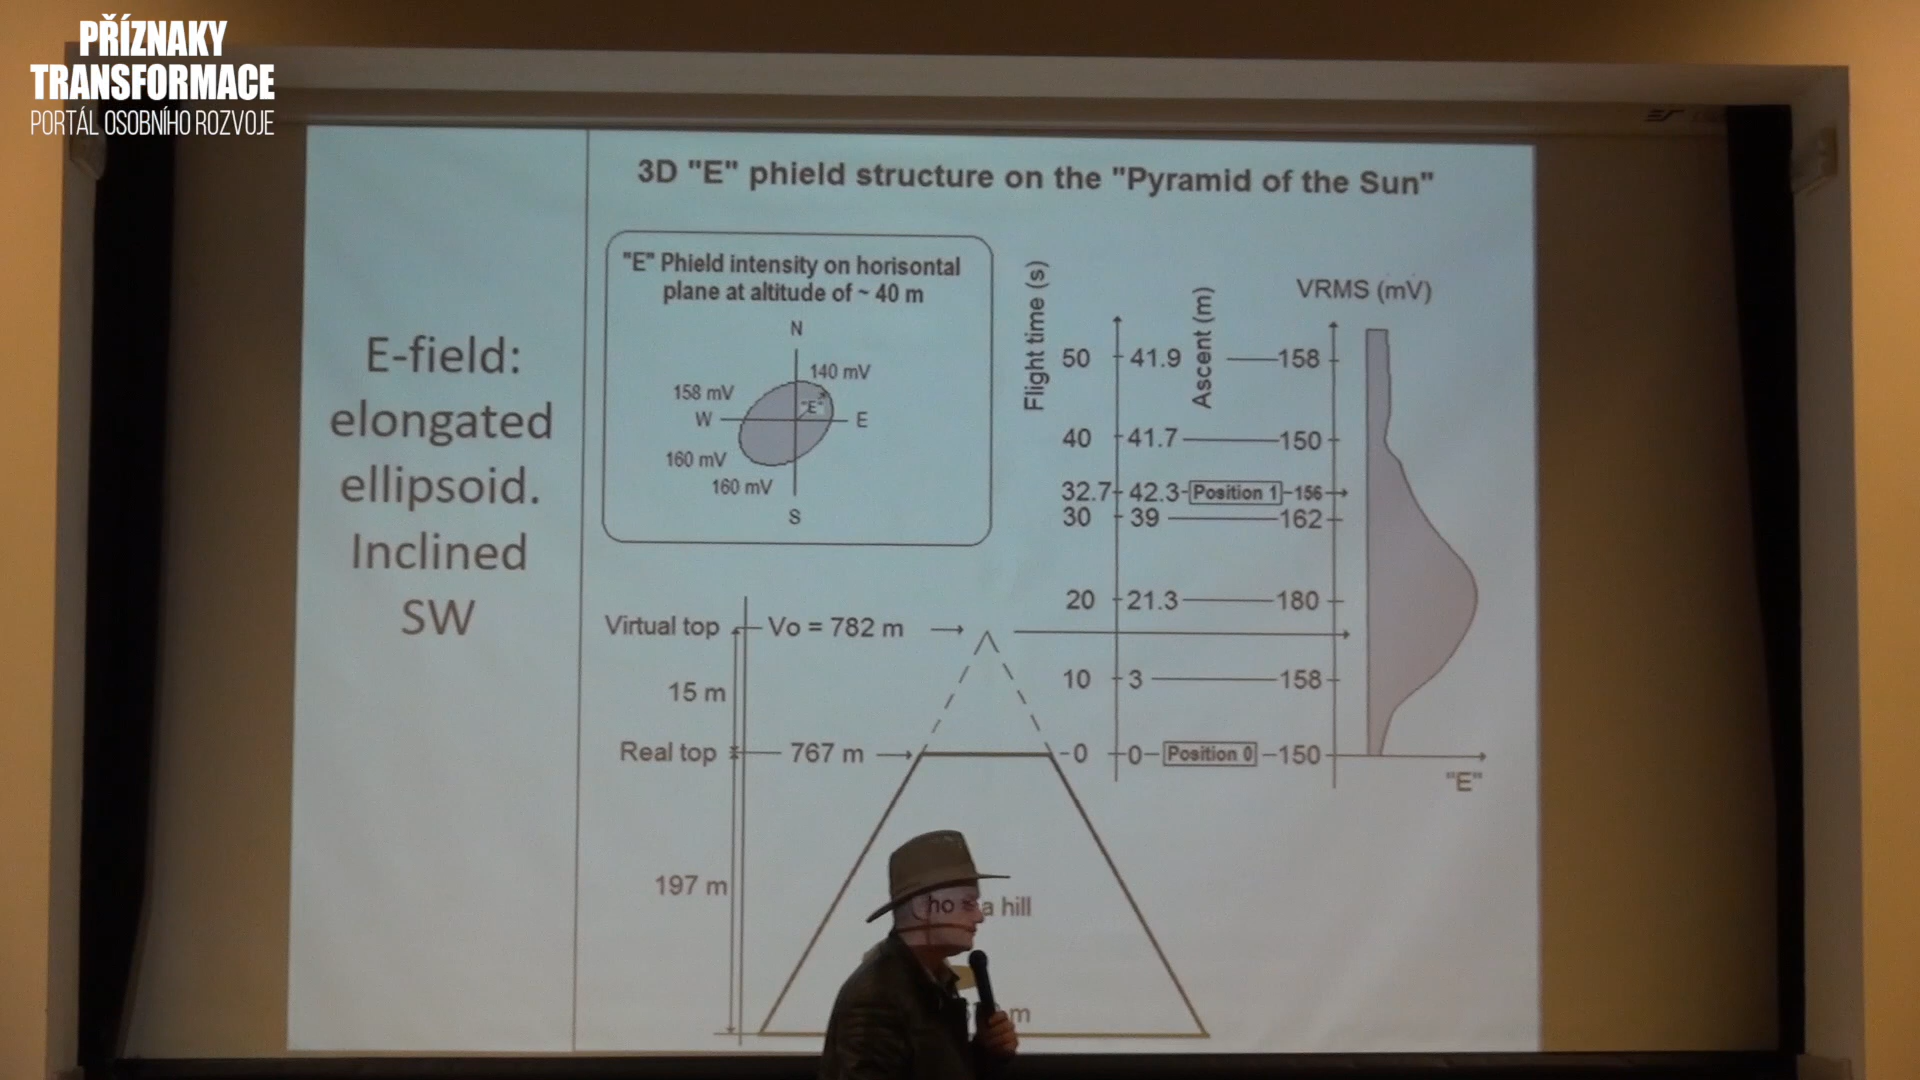 PŘÍZNAKY
TRANSFORMACE
PORTÁL OSOBNÍHO ROZVOJE
E-field:
elongated
ellipsoid.
Inclined
SW
3D "E" phield structure on the "Pyramid of the Sun"
"E" Phield intensity on horisontal
plane at altitude of ~ 40 m
N
140 mV
158 mV
"E"
W
E
160 mV
160 mV
S
Flight time (s)
Ascent (m)
VRMS (mV)
50 41.9 158
40 41.7 150
32.7 42.3 Position 1 156
30 39 162
20 21.3 180
10 3 158
0 0 Position 0 150
"E"
Virtual top Vo = 782 m
15 m
Real top 767 m
197 m
a hill
m